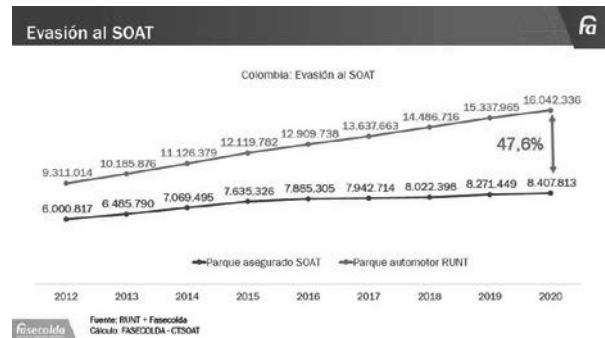 Evasión al SOAT
fa
Colombia: Evasión al SOAT
9.311.014 10.185.876 11.126.379 12.119.782 12.909.738 13.637.663 14.486.716 15.337.965 16.042.336
47,6%
6.000.817 6.485.790 7.069.495 7.635.326 7.885.305 7.942.714 8.022.398 8.271.449 8.407.813
Parque asegurado SOAT Parque automotor RUNT
2012 2013 2014 2015 2016 2017 2018 2019 2020
Fuente: RUNT - Fasecolda
Cálculo: FASECOLDA - CTSOAT
fasecolda